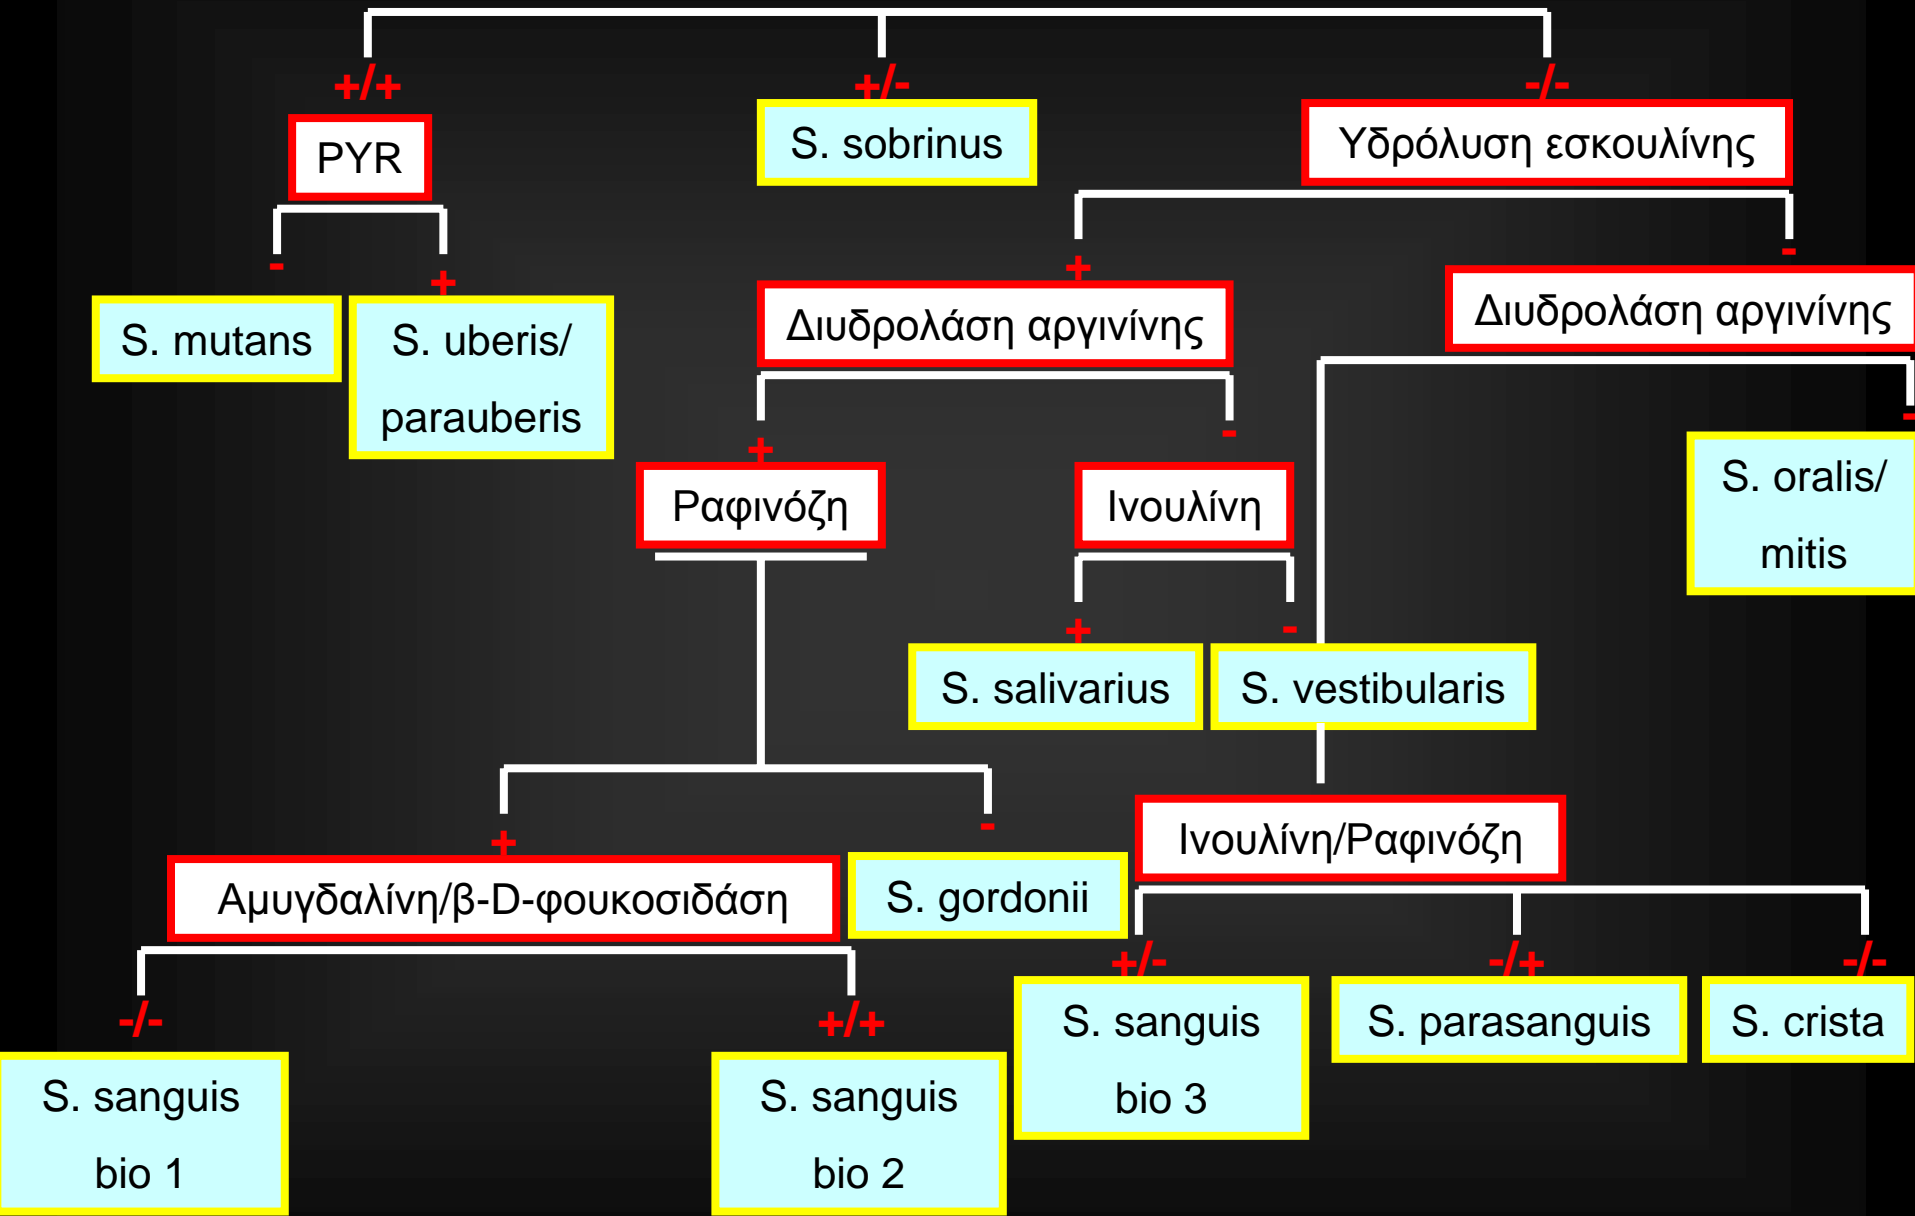 +/+
+/-
-/-
PYR
S. sobrinus
Υδρόλυση εσκουλίνης
-
+
+
-
S. mutans
S. uberis/
parauberis
Διυδρολάση αργινίνης
Διυδρολάση αργινίνης
+
-
-
Ραφινόζη
Ινουλίνη
S. oralis/
mitis
+
-
S. salivarius
S. vestibularis
+
-
Ινουλίνη/Ραφινόζη
Αμυγδαλίνη/β-D-φουκοσιδάση
S. gordonii
+/-
-/+
-/-
-/-
+/+
S. sanguis
bio 3
S. parasanguis
S. crista
S. sanguis
bio 1
S. sanguis
bio 2